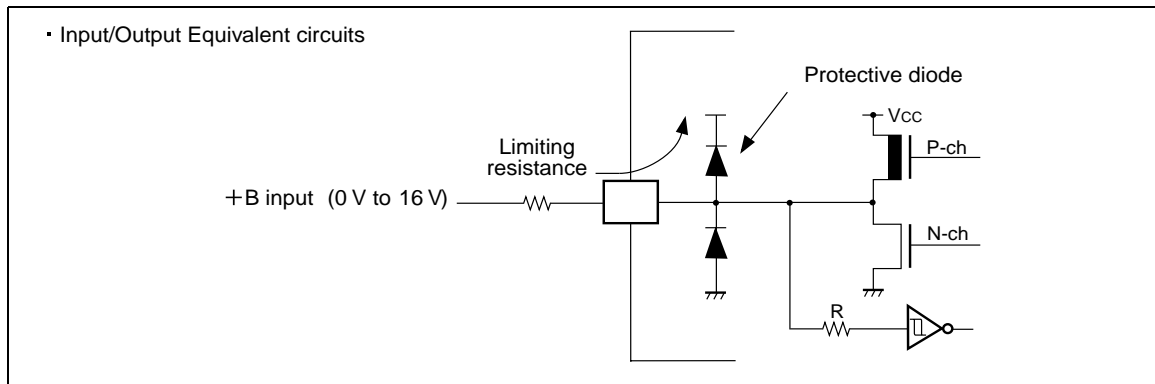 · Input/Output Equivalent circuits
Protective diode
Vcc
Limiting
resistance
P-ch
+B input (0 V to 16 V)
N-ch
R